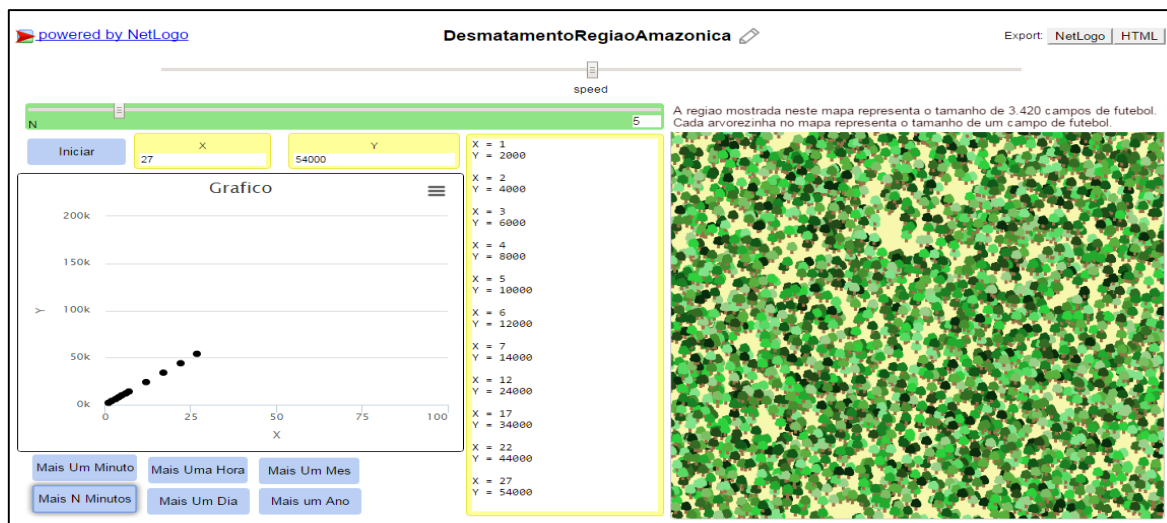 powered by NetLogo
DesmatamentoRegiaoAmazonica
Export: NetLogo HTML
speed
N
5
A regiao mostrada neste mapa representa o tamanho de 3.420 campos de futebol.
Cada arvorezinha no mapa representa o tamanho de um campo de futebol.
Iniciar
X
27
Y
54000
Grafico
200k
150k
100k
50k
0k
Y
0 25 50 75 100
X
Mais Um Minuto
Mais Uma Hora
Mais Um Mes
Mais N Minutos
Mais Um Dia
Mais um Ano
X = 1
Y = 2000
X = 2
Y = 4000
X = 3
Y = 6000
X = 4
Y = 8000
X = 5
Y = 10000
X = 6
Y = 12000
X = 7
Y = 14000
X = 12
Y = 24000
X = 17
Y = 34000
X = 22
Y = 44000
X = 27
Y = 54000